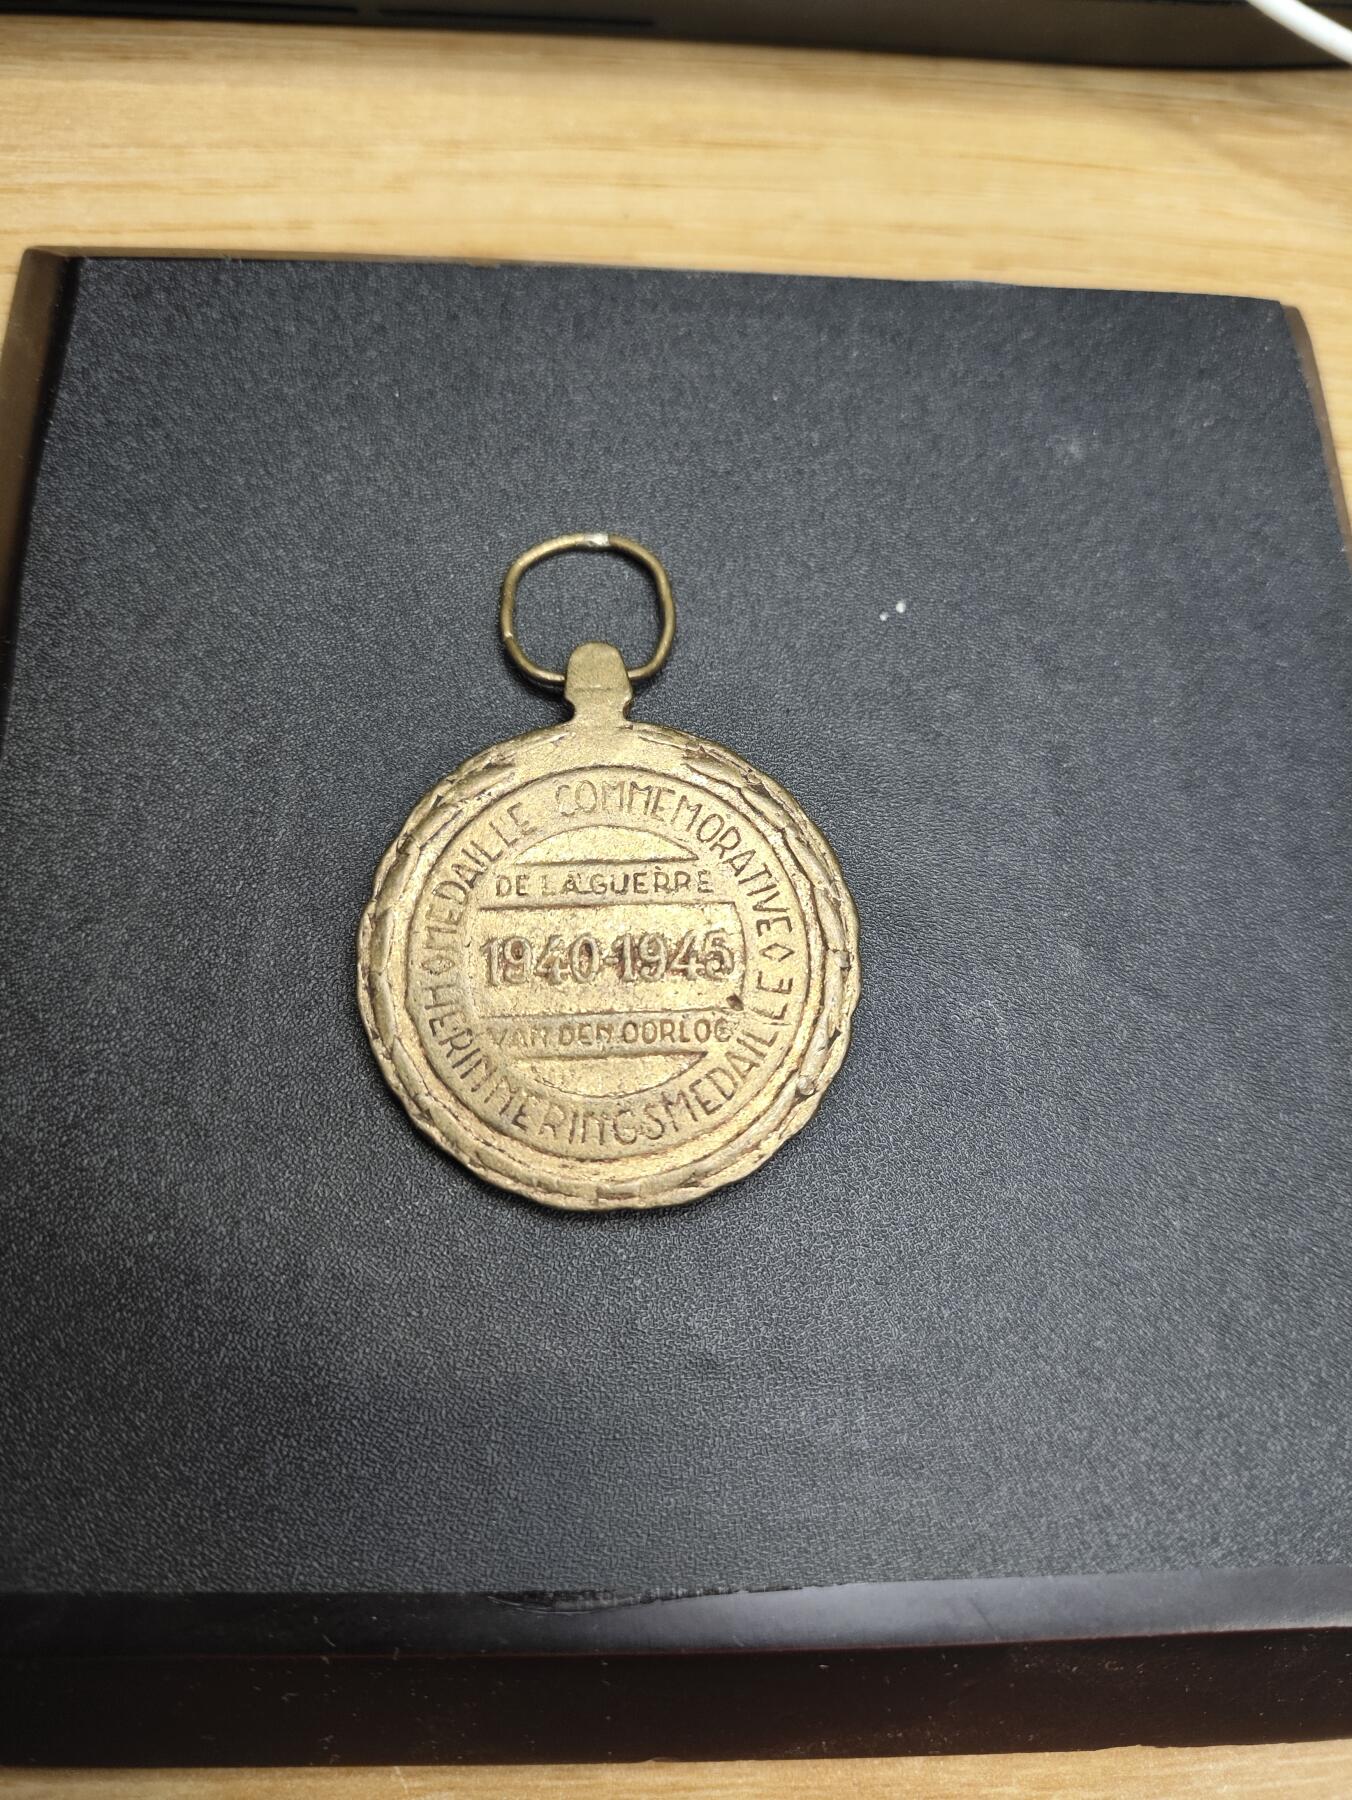 MEDAILLE COMMEMORATIVE
DE LA GUERRE
1940-1945
VAN DEN OORLOG
HERINNERINGSMEDAILLE